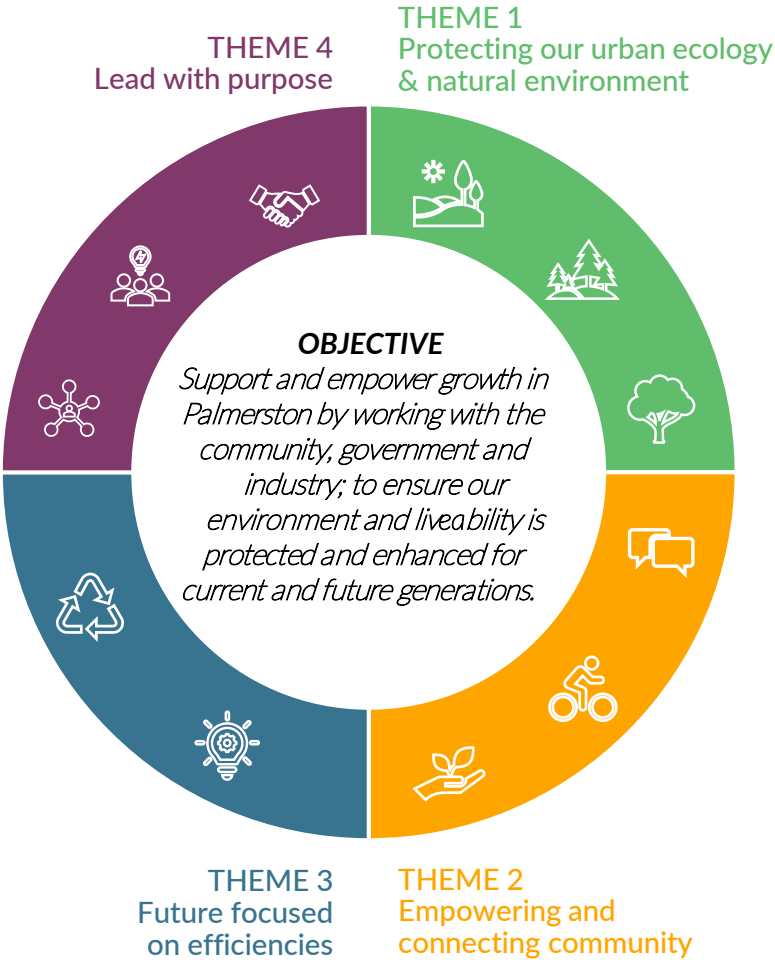 THEME 4
Lead with purpose
THEME 1
Protecting our urban ecology
& natural environment
OBJECTIVE
Support and empower growth in
Palmerston by working with the
community, government and
industry; to ensure our
environment and liveability is
protected and enhanced for
current and future generations.
THEME 3
Future focused
on efficiencies
THEME 2
Empowering and
connecting community